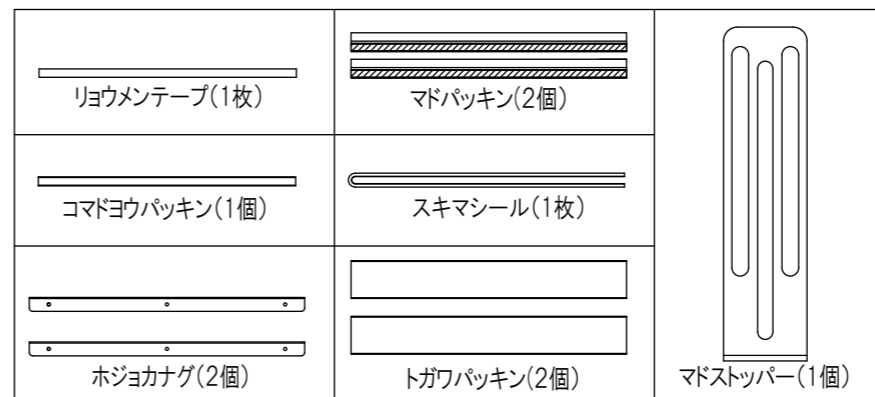 リョウメンテープ(1枚)
マドパッキン(2個)
コマドヨウパッキン(1個)
スキマシール(1枚)
ホジョカナグ(2個)
トガワパッキン(2個)
マドストッパー(1個)